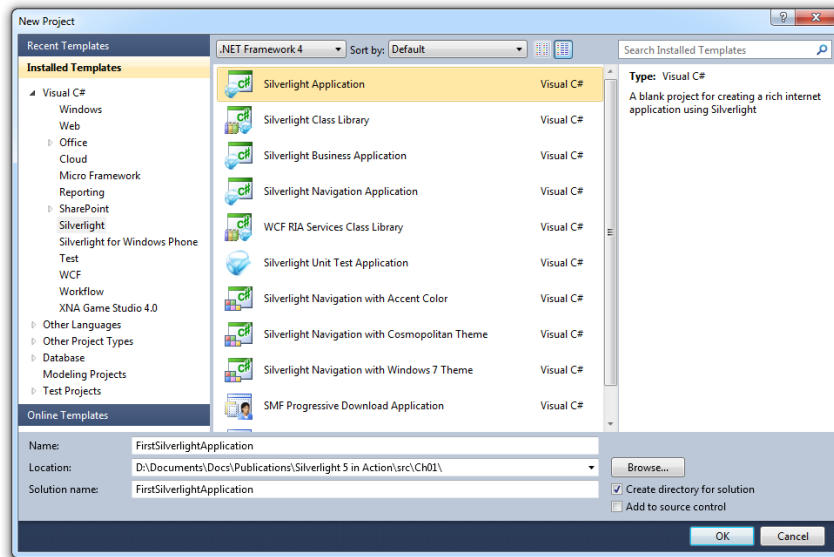 New Project
Recent Templates
Installed Templates
Visual C#
Windows
Web
Office
Cloud
Micro Framework
Reporting
SharePoint
Silverlight
Silverlight for Windows Phone
Test
WCF
Workflow
XNA Game Studio 4.0
Other Languages
Other Project Types
Database
Modeling Projects
Test Projects
Online Templates
.NET Framework 4 Sort by: Default
Silverlight Application Visual C#
Silverlight Class Library Visual C#
Silverlight Business Application Visual C#
Silverlight Navigation Application Visual C#
WCF RIA Services Class Library Visual C#
Silverlight Unit Test Application Visual C#
Silverlight Navigation with Accent Color Visual C#
Silverlight Navigation with Cosmopolitan Theme Visual C#
Silverlight Navigation with Windows 7 Theme Visual C#
SMF Progressive Download Application Visual C#
Search Installed Templates
Type: Visual C#
A blank project for creating a rich internet
application using Silverlight
Name: FirstSilverlightApplication
Location: D:\Documents\Docs\Publications\Silverlight 5 in Action\src\Ch01\ Browse...
Solution name: FirstSilverlightApplication
Create directory for solution
Add to source control
OK Cancel